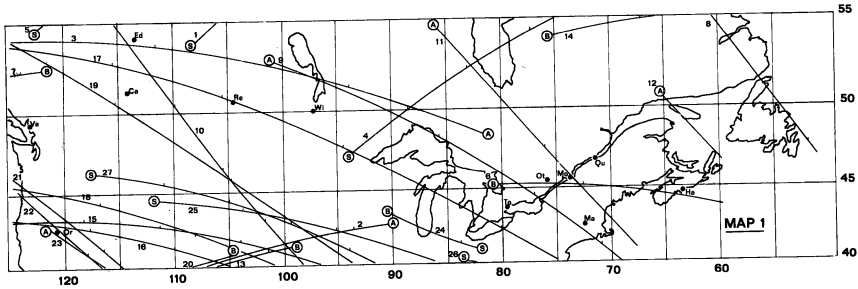 55
5
S
3
Ed
1
S
A
9
A
11
B
14
8
17
7
B
19
Ca
Re
Wi
A
12
50
Va
4
A
10
S
Qu
Mo
Ot
6
B
S
27
45
Ha
21
18
S
25
To
B
Ma
MAP 1
22
15
2
A
24
A
Or
23
16
B
B
S
20
13
26
S
B
40
120
110
100
90
80
70
60
50